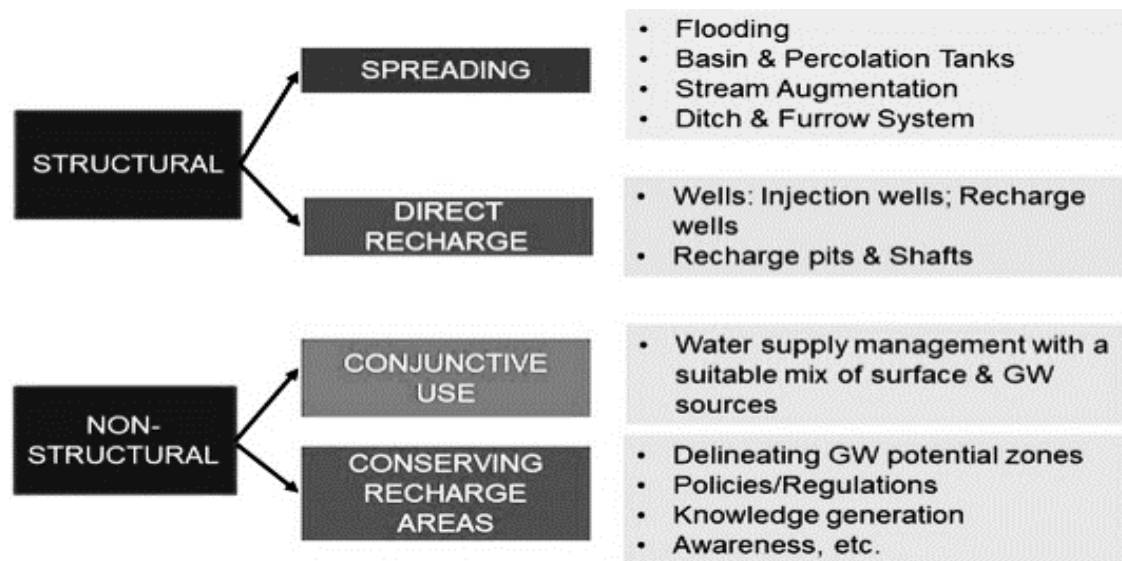 STRUCTURAL
SPREADING
• Flooding
• Basin & Percolation Tanks
• Stream Augmentation
• Ditch & Furrow System
DIRECT
RECHARGE
• Wells: Injection wells; Recharge
wells
• Recharge pits & Shafts
NON-
STRUCTURAL
CONJUNCTIVE
USE
• Water supply management with a
suitable mix of surface & GW
sources
CONSERVING
RECHARGE
AREAS
• Delineating GW potential zones
• Policies/Regulations
• Knowledge generation
• Awareness, etc.